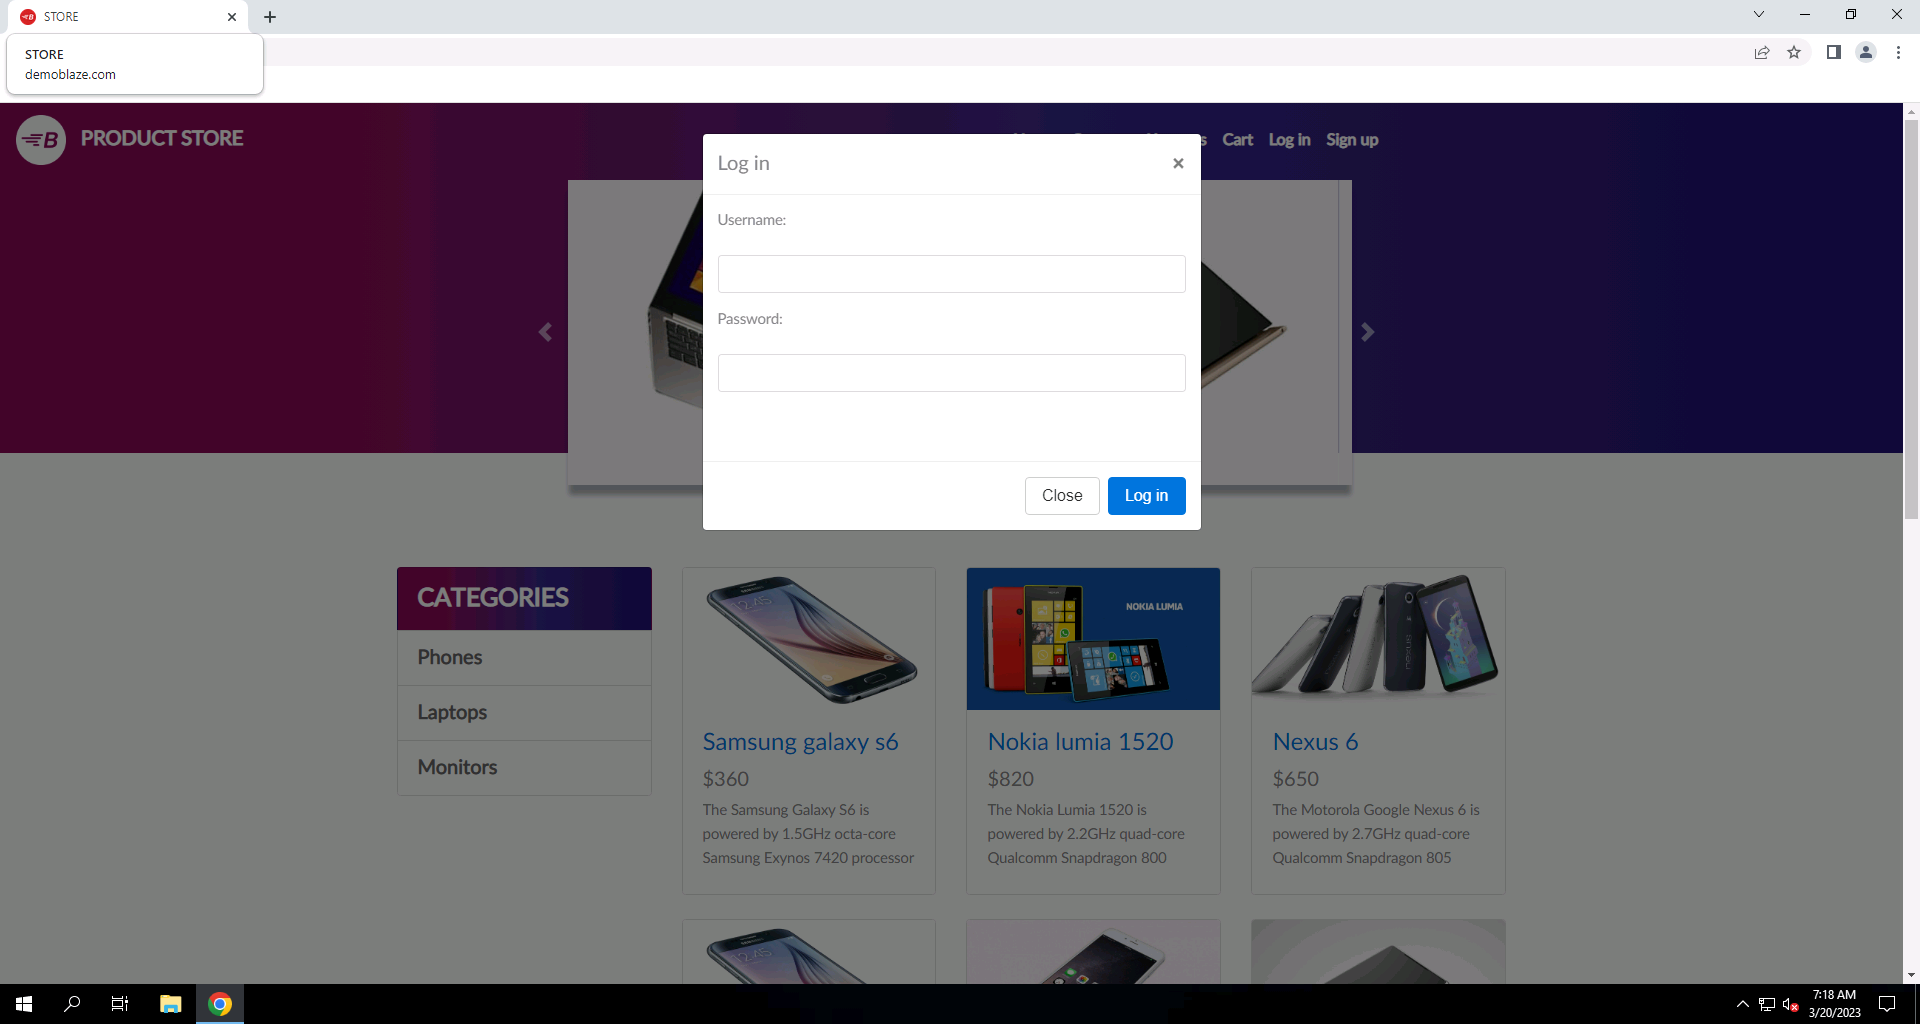 STORE
STORE
demoblaze.com
PRODUCT STORE
Cart Log in Sign up
Log in
×
Username:
Password:
Close Log in
CATEGORIES
Phones
Laptops
Monitors
NOKIA LUMIA
Samsung galaxy s6
$360
The Samsung Galaxy S6 is
powered by 1.5GHz octa-core
Samsung Exynos 7420 processor
Nokia lumia 1520
$820
The Nokia Lumia 1520 is
powered by 2.2GHz quad-core
Qualcomm Snapdragon 800
Nexus 6
$650
The Motorola Google Nexus 6 is
powered by 2.7GHz quad-core
Qualcomm Snapdragon 805
7:18 AM
3/20/2023